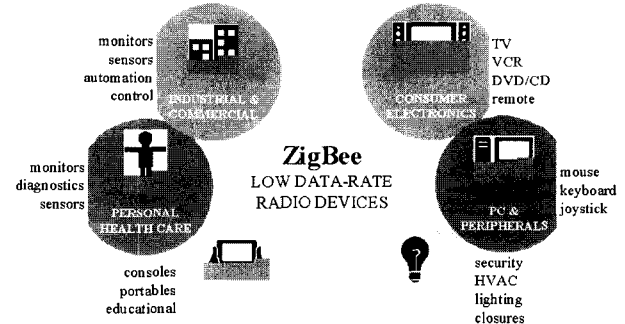 monitors
sensors
automation
control
INDUSTRIAL &
COMMERCIAL
CONSUMER
ELECTRONICS
TV
VCR
DVD/CD
remote
monitors
diagnostics
sensors
PERSONAL
HEALTH CARE
ZigBee
LOW DATA-RATE
RADIO DEVICES
PC &
PERIPHERALS
mouse
keyboard
joystick
consoles
portables
educational
security
HVAC
lighting
closures